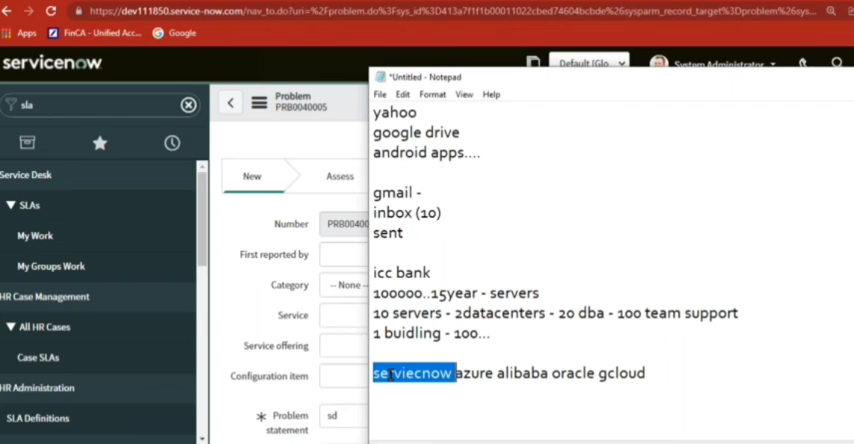 https://dev111850.service-now.com/nav_to.do?uri=%2Fproblem.do%3Fsys_id%3D413a7f1f1b00011022cbed74604bcbde%26sysparm_record_target%3Dproblem%26sys...
Apps FinCA - Unified Acc... Google
servicenow
Default (Glo
System Administrator
sla
Problem
PRB0040005
New
Assess
Service Desk
SLAs
My Work
My Groups Work
HR Case Management
All HR Cases
Case SLAs
HR Administration
SLA Definitions
Number PRB00400
First reported by
Category -- None --
Service
Service offering
Configuration item
Problem statement sd
*Untitled - Notepad
File Edit Format View Help
yahoo
google drive
android apps....
gmail -
inbox (10)
sent
icc bank
100000..15year - servers
10 servers - 2datacenters - 20 dba - 100 team support
1 buidling - 100...
serviecnow azure alibaba oracle gcloud